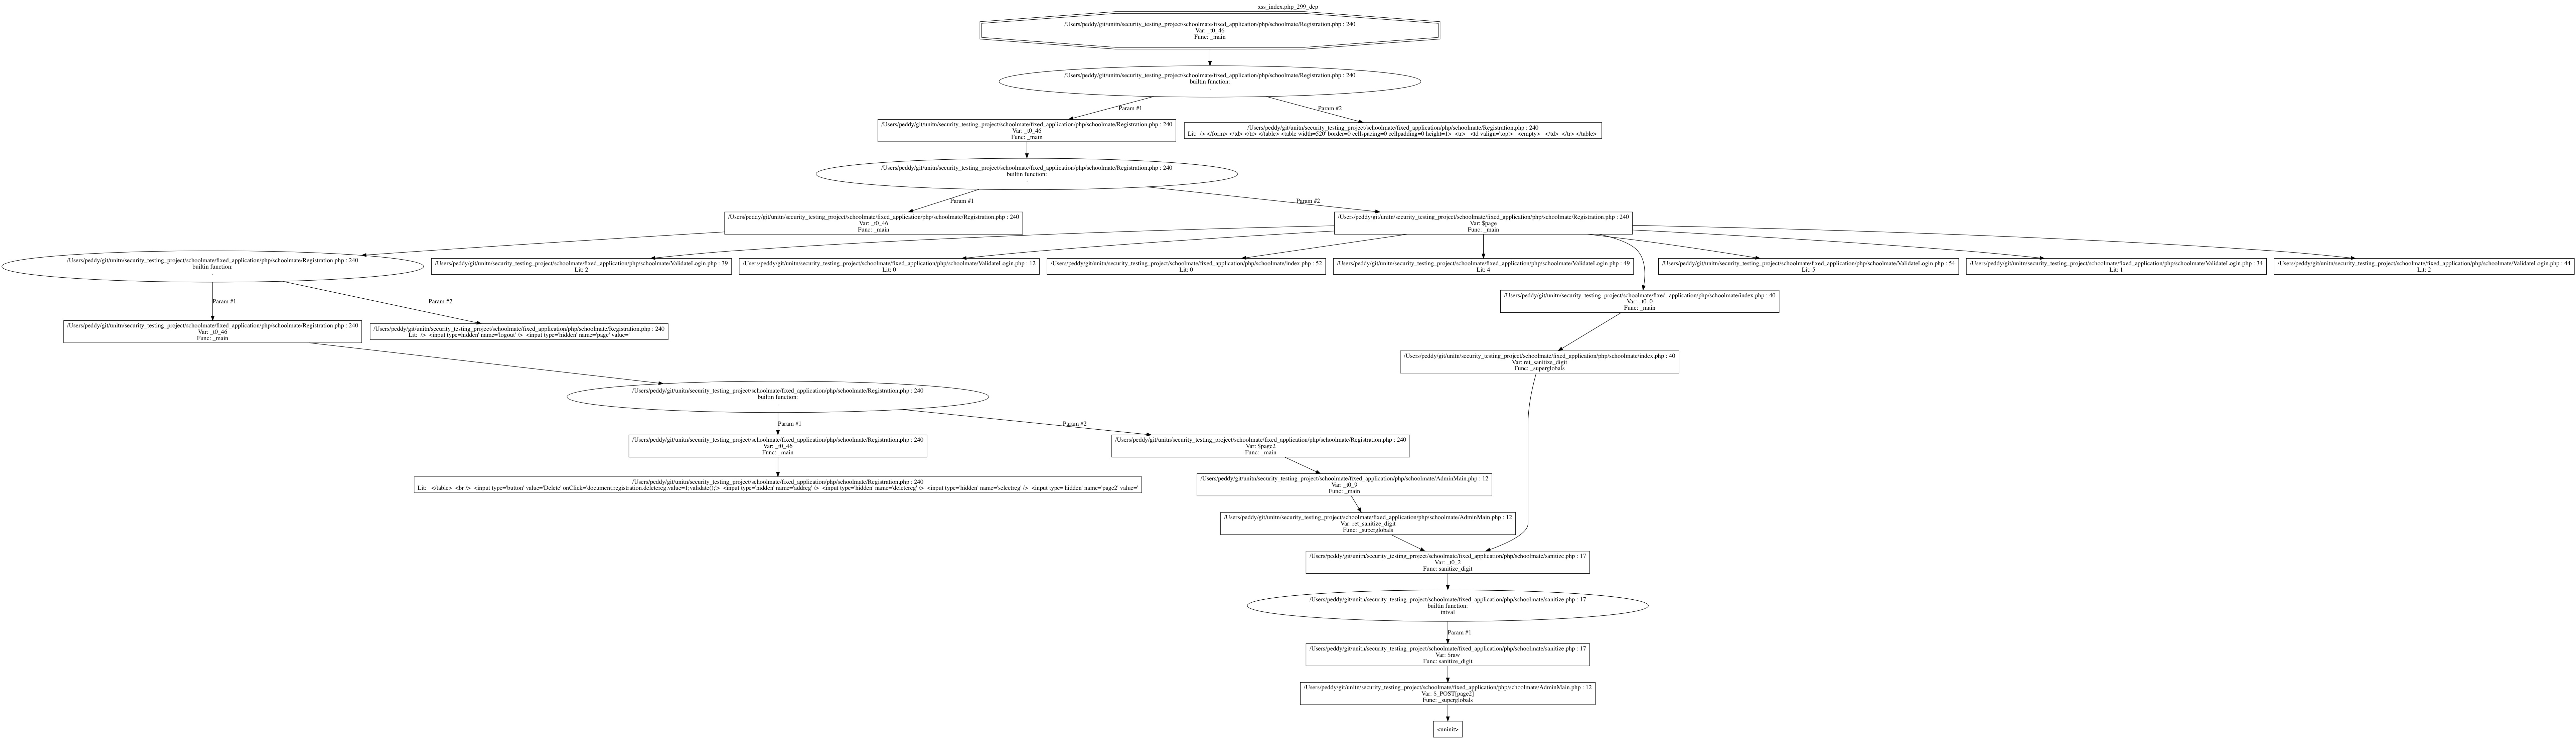 xss_index.php_299_dep
/Users/peddy/git/unitn/security_testing_project/schoolmate/fixed_application/php/schoolmate/Registration.php : 240
Var: _t0_46
Func: _main
/Users/peddy/git/unitn/security_testing_project/schoolmate/fixed_application/php/schoolmate/Registration.php : 240
builtin function:
.
Param #1
Param #2
/Users/peddy/git/unitn/security_testing_project/schoolmate/fixed_application/php/schoolmate/Registration.php : 240
Var: _t0_46
Func: _main
/Users/peddy/git/unitn/security_testing_project/schoolmate/fixed_application/php/schoolmate/Registration.php : 240
Lit: /> </form> </td> </tr> </table> <table width=520' border=0 cellspacing=0 cellpadding=0 height=1> <tr> <td valign='top'> <empty> </td> </tr> </table>
/Users/peddy/git/unitn/security_testing_project/schoolmate/fixed_application/php/schoolmate/Registration.php : 240
builtin function:
.
Param #1
Param #2
/Users/peddy/git/unitn/security_testing_project/schoolmate/fixed_application/php/schoolmate/Registration.php : 240
Var: _t0_46
Func: _main
/Users/peddy/git/unitn/security_testing_project/schoolmate/fixed_application/php/schoolmate/Registration.php : 240
Var: $page
Func: _main
/Users/peddy/git/unitn/security_testing_project/schoolmate/fixed_application/php/schoolmate/Registration.php : 240
builtin function:
.
/Users/peddy/git/unitn/security_testing_project/schoolmate/fixed_application/php/schoolmate/ValidateLogin.php : 39
Lit: 2
/Users/peddy/git/unitn/security_testing_project/schoolmate/fixed_application/php/schoolmate/ValidateLogin.php : 12
Lit: 0
/Users/peddy/git/unitn/security_testing_project/schoolmate/fixed_application/php/schoolmate/index.php : 52
Lit: 0
/Users/peddy/git/unitn/security_testing_project/schoolmate/fixed_application/php/schoolmate/ValidateLogin.php : 49
Lit: 4
/Users/peddy/git/unitn/security_testing_project/schoolmate/fixed_application/php/schoolmate/ValidateLogin.php : 54
Lit: 5
/Users/peddy/git/unitn/security_testing_project/schoolmate/fixed_application/php/schoolmate/ValidateLogin.php : 34
Lit: 1
/Users/peddy/git/unitn/security_testing_project/schoolmate/fixed_application/php/schoolmate/ValidateLogin.php : 44
Lit: 2
Param #1
Param #2
/Users/peddy/git/unitn/security_testing_project/schoolmate/fixed_application/php/schoolmate/index.php : 40
Var: _t0_0
Func: _main
/Users/peddy/git/unitn/security_testing_project/schoolmate/fixed_application/php/schoolmate/Registration.php : 240
Var: _t0_46
Func: _main
/Users/peddy/git/unitn/security_testing_project/schoolmate/fixed_application/php/schoolmate/Registration.php : 240
Lit: /> <input type='hidden' name='logout' /> <input type='hidden' name='page' value='
/Users/peddy/git/unitn/security_testing_project/schoolmate/fixed_application/php/schoolmate/index.php : 40
Var: ret_sanitize_digit
Func: _superglobals
/Users/peddy/git/unitn/security_testing_project/schoolmate/fixed_application/php/schoolmate/Registration.php : 240
builtin function:
.
Param #1
Param #2
/Users/peddy/git/unitn/security_testing_project/schoolmate/fixed_application/php/schoolmate/Registration.php : 240
Var: _t0_46
Func: _main
/Users/peddy/git/unitn/security_testing_project/schoolmate/fixed_application/php/schoolmate/Registration.php : 240
Var: $page2
Func: _main
/Users/peddy/git/unitn/security_testing_project/schoolmate/fixed_application/php/schoolmate/Registration.php : 240
Lit: </table> <br /> <input type='button' value='Delete' onClick='document.registration.deletereg.value=1;validate();'> <input type='hidden' name='addreg' /> <input type='hidden' name='deletereg' /> <input type='hidden' name='selectreg' /> <input type='hidden' name='page2' value='
/Users/peddy/git/unitn/security_testing_project/schoolmate/fixed_application/php/schoolmate/AdminMain.php : 12
Var: _t0_9
Func: _main
/Users/peddy/git/unitn/security_testing_project/schoolmate/fixed_application/php/schoolmate/AdminMain.php : 12
Var: ret_sanitize_digit
Func: _superglobals
/Users/peddy/git/unitn/security_testing_project/schoolmate/fixed_application/php/schoolmate/sanitize.php : 17
Var: _t0_2
Func: sanitize_digit
/Users/peddy/git/unitn/security_testing_project/schoolmate/fixed_application/php/schoolmate/sanitize.php : 17
builtin function:
intval
Param #1
/Users/peddy/git/unitn/security_testing_project/schoolmate/fixed_application/php/schoolmate/sanitize.php : 17
Var: $raw
Func: sanitize_digit
/Users/peddy/git/unitn/security_testing_project/schoolmate/fixed_application/php/schoolmate/AdminMain.php : 12
Var: $_POST[page2]
Func: _superglobals
<uninit>